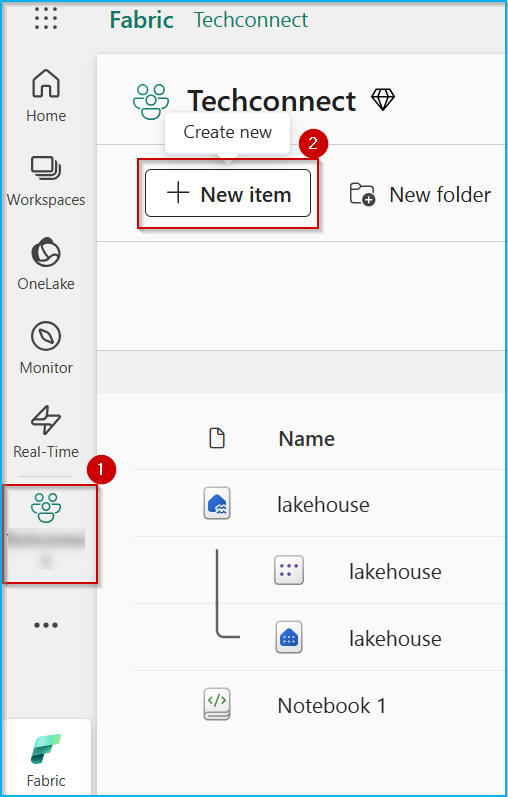 Fabric Techconnect
Home
Workspaces
OneLake
Monitor
Real-Time
1
Fabric
Techconnect
Create new
2
New item
New folder
Name
lakehouse
lakehouse
lakehouse
Notebook 1